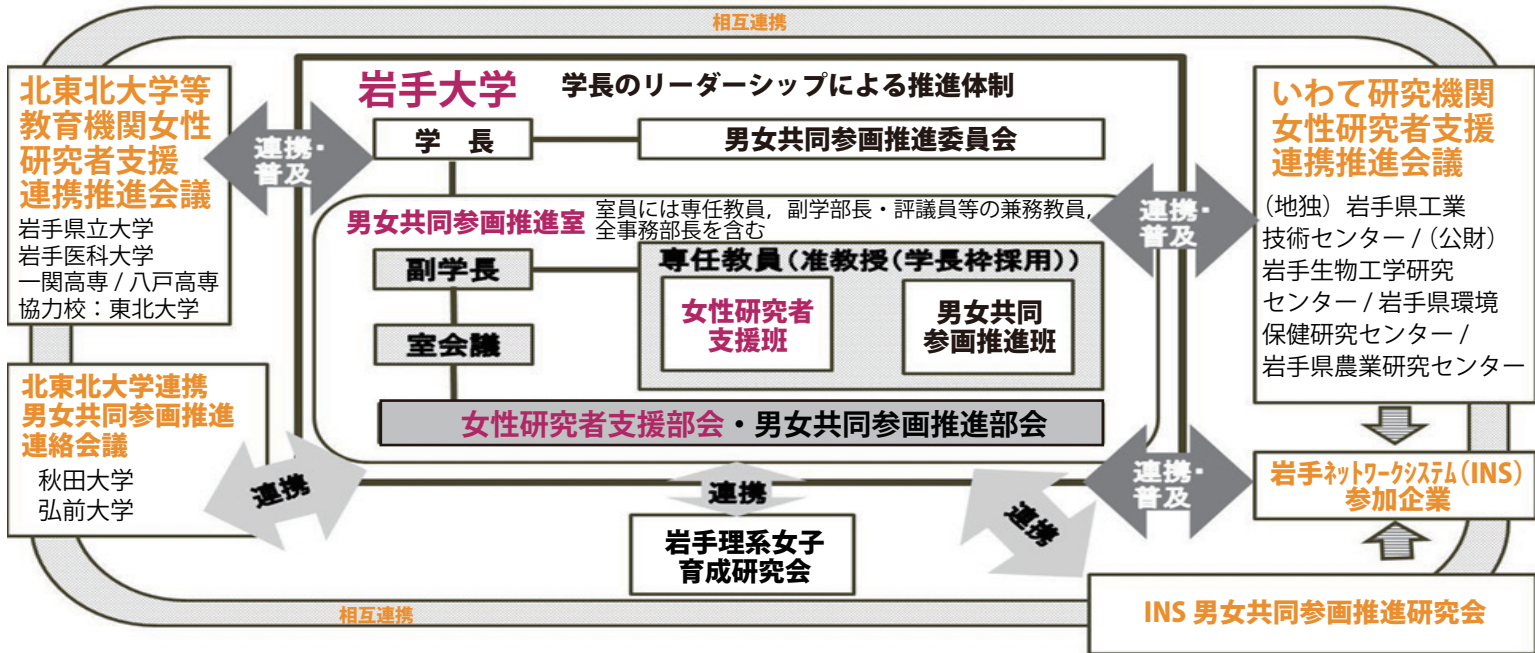 相互連携
北東北大学等
教育機関女性
研究者支援
連携推進会議
岩手県立大学
岩手医科大学
一関高専 / 八戸高専
協力校：東北大学
連携・
普及
岩手大学
学長のリーダーシップによる推進体制
学 長
男女共同参画推進委員会
男女共同参画推進室
室員には専任教員，副学部長・評議員等の兼務教員，
全事務部長を含む
副学長
専任教員（准教授（学長枠採用））
女性研究者
支援班
男女共同
参画推進班
室会議
女性研究者支援部会・男女共同参画推進部会
連携・
普及
いわて研究機関
女性研究者支援
連携推進会議
（地独）岩手県工業
技術センター /（公財）
岩手生物工学研究
センター / 岩手県環境
保健研究センター /
岩手県農業研究センター
北東北大学連携
男女共同参画推進
連絡会議
秋田大学
弘前大学
連携
連携
岩手理系女子
育成研究会
連携
連携・
普及
岩手ﾈｯﾄﾜｰｸｼｽﾃﾑ(INS)
参加企業
INS 男女共同参画推進研究会
相互連携